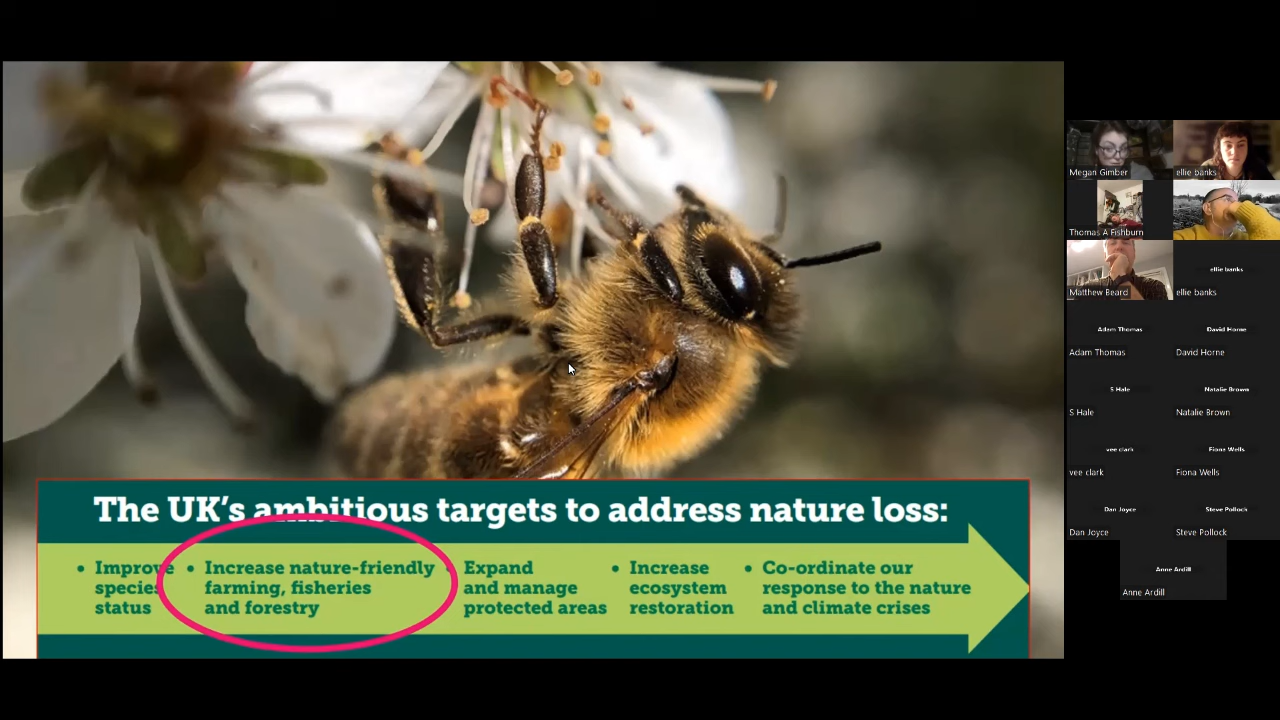 The UK's ambitious targets to address nature loss:
• Improve
species
status
• Increase nature-friendly
farming, fisheries
and forestry
• Expand
and manage
protected areas
• Increase
ecosystem
restoration
• Co-ordinate our
response to the nature
and climate crises
Megan Gimber
ellie banks
Thomas A Fishburn
Matthew Beard
ellie banks
ellie banks
Adam Thomas
Adam Thomas
David Horne
David Horne
S Hale
S Hale
Natalie Brown
Natalie Brown
vee clark
vee clark
Fiona Wells
Fiona Wells
Dan Joyce
Dan Joyce
Steve Pollock
Steve Pollock
Anne Ardill
Anne Ardill